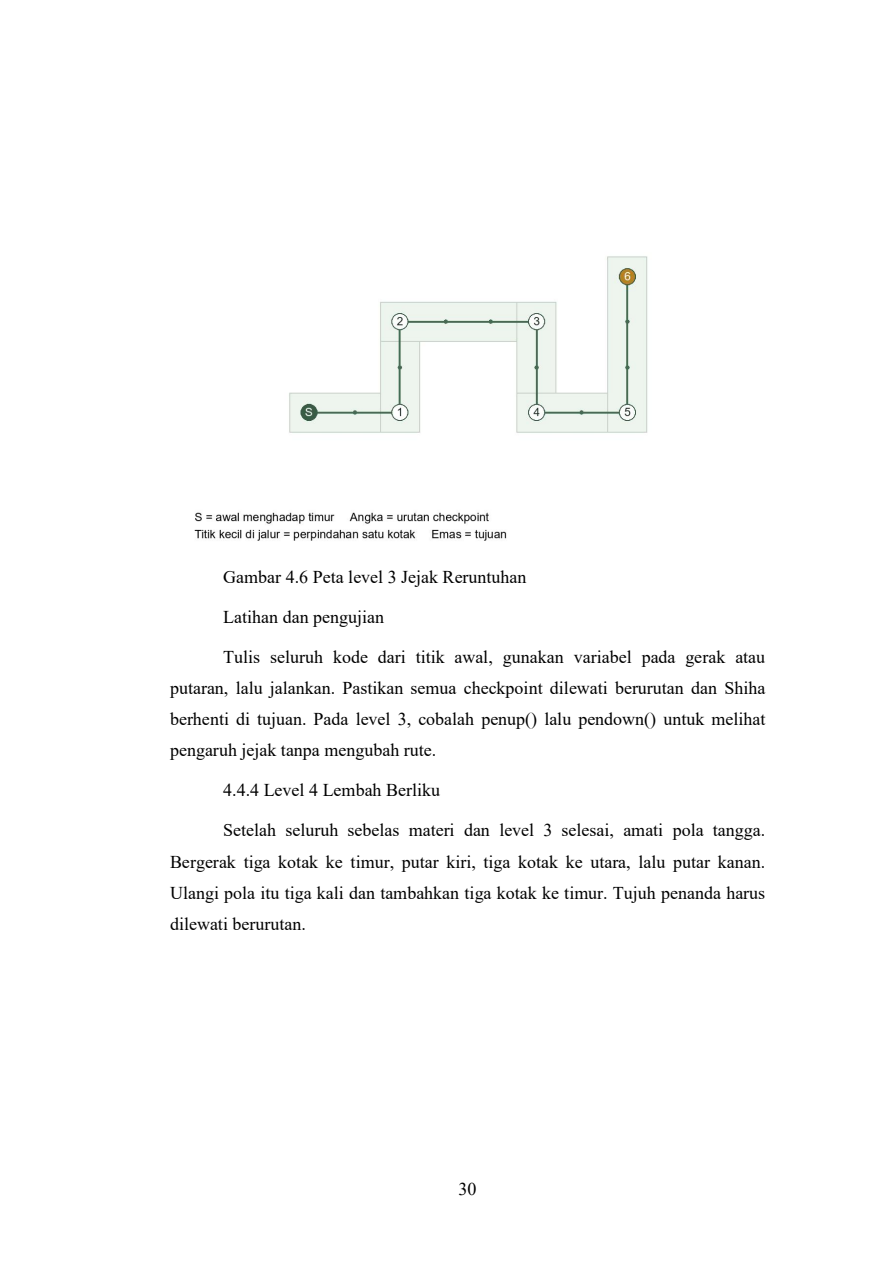 6
2 3
S 1 4 5
S = awal menghadap timur Angka = urutan checkpoint
Titik kecil di jalur = perpindahan satu kotak Emas = tujuan
Gambar 4.6 Peta level 3 Jejak Reruntuhan
Latihan dan pengujian
Tulis seluruh kode dari titik awal, gunakan variabel pada gerak atau
putaran, lalu jalankan. Pastikan semua checkpoint dilewati berurutan dan Shiha
berhenti di tujuan. Pada level 3, cobalah penup() lalu pendown() untuk melihat
pengaruh jejak tanpa mengubah rute.
4.4.4 Level 4 Lembah Berliku
Setelah seluruh sebelas materi dan level 3 selesai, amati pola tangga.
Bergerak tiga kotak ke timur, putar kiri, tiga kotak ke utara, lalu putar kanan.
Ulangi pola itu tiga kali dan tambahkan tiga kotak ke timur. Tujuh penanda harus
dilewati berurutan.
30